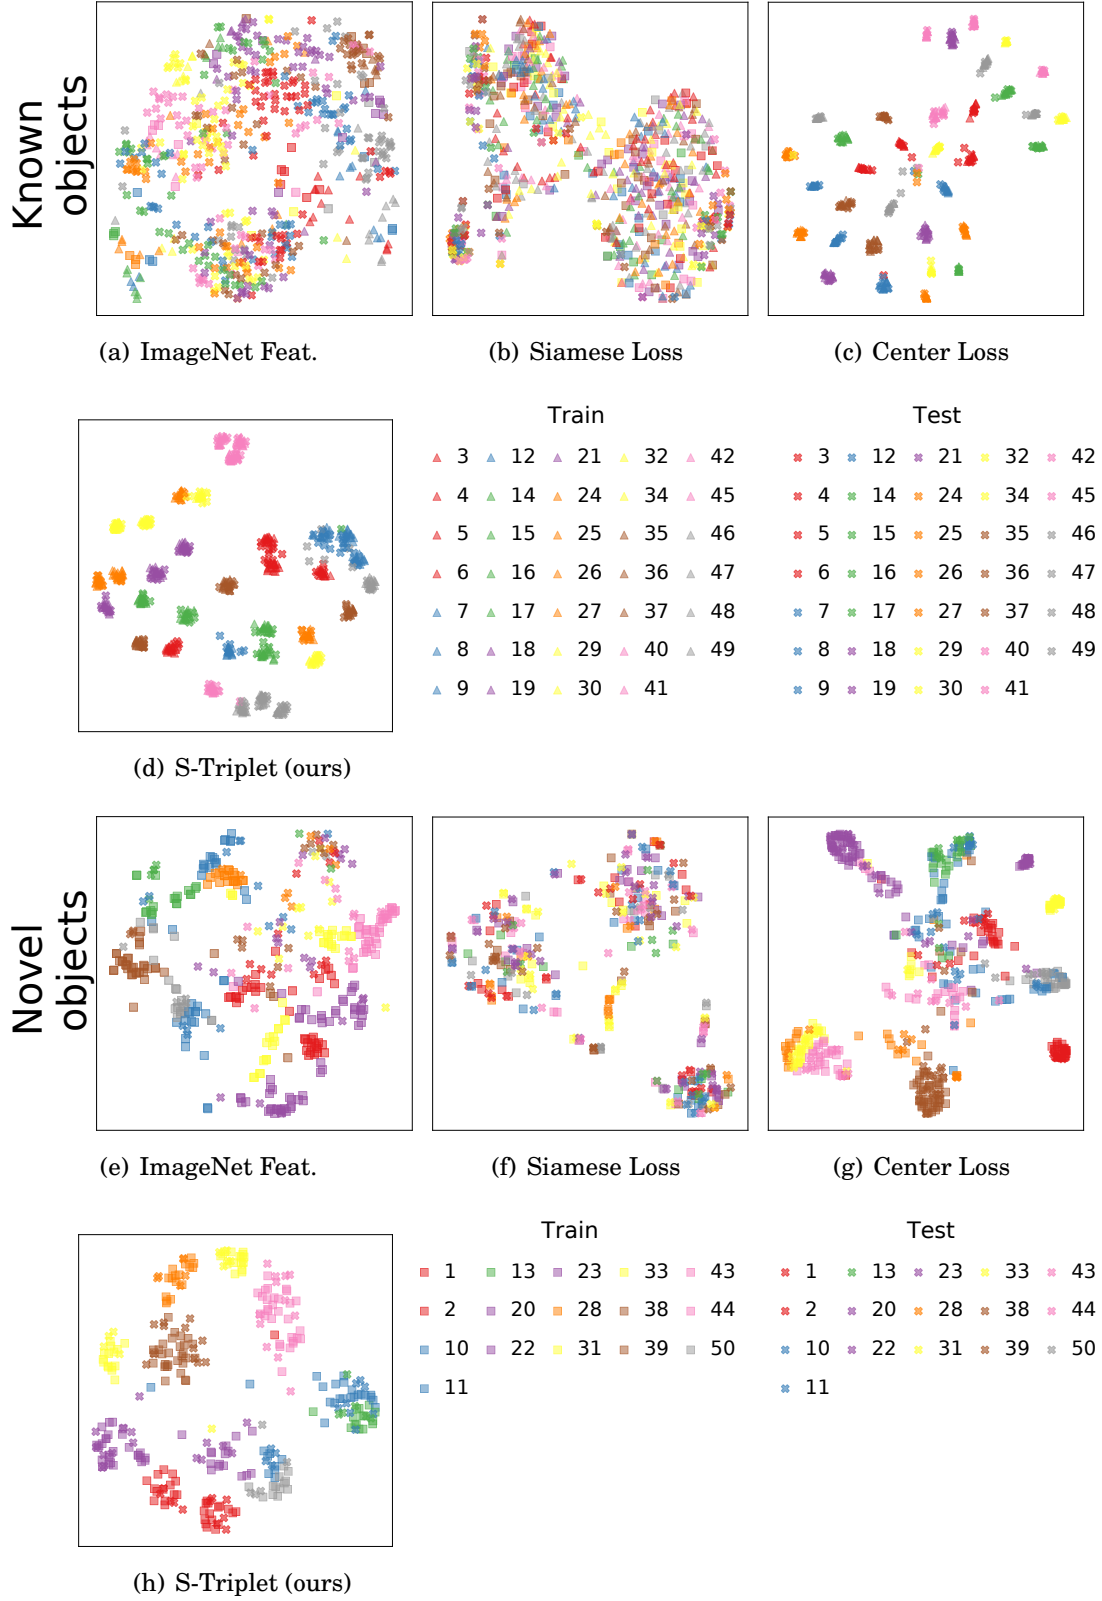 Known
objects
(a) ImageNet Feat.
(b) Siamese Loss
(c) Center Loss
Train
3 12 21 32 42
4 14 24 34 45
5 15 25 35 46
6 16 26 36 47
7 17 27 37 48
8 18 29 40 49
9 19 30 41
Test
3 12 21 32 42
4 14 24 34 45
5 15 25 35 46
6 16 26 36 47
7 17 27 37 48
8 18 29 40 49
9 19 30 41
(d) S-Triplet (ours)
Novel
objects
(e) ImageNet Feat.
(f) Siamese Loss
(g) Center Loss
Train
1 13 23 33 43
2 20 28 38 44
10 22 31 39 50
11
Test
1 13 23 33 43
2 20 28 38 44
10 22 31 39 50
11
(h) S-Triplet (ours)